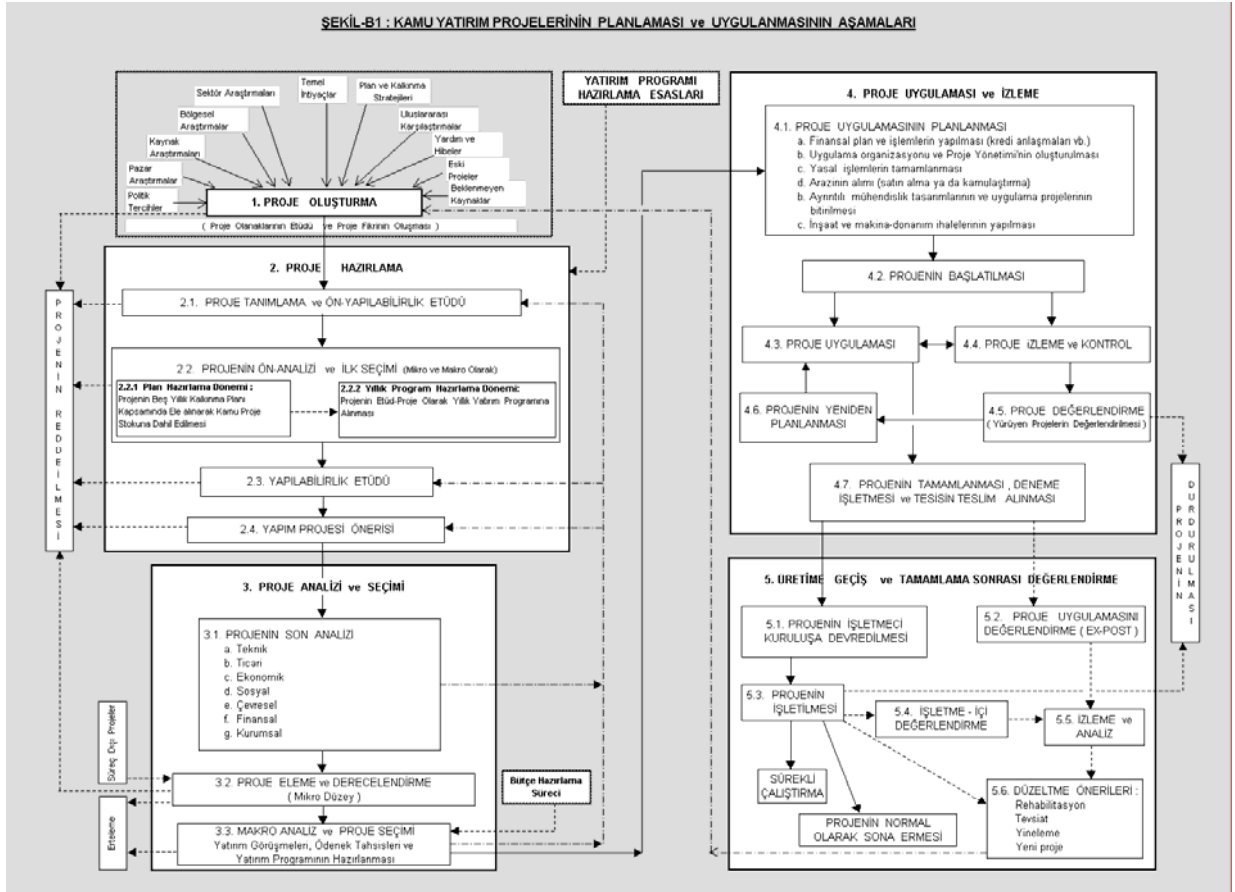 ŞEKİL-B1 : KAMU YATIRIM PROJELERİNİN PLANLAMASI ve UYGULANMASININ AŞAMALARI
Politik
Tercihler
Pazar
Araştırmalar
Kaynak
Araştırmaları
Bölgesel
Araştırmalar
Sektör Araştırmaları
Temel
İhtiyaçlar
Plan ve Kalkınma
Stratejileri
Uluslararası
Karşılaştırmalar
Yardım ve
Hibeler
Eski
Projeler
Beklenmeyen
Kaynaklar
1. PROJE OLUŞTURMA
( Proje Olanaklarının Etüdü ve Proje Fikrinin Oluşması )
YATIRIM PROGRAMI
HAZIRLAMA ESASLARI
2. PROJE HAZIRLAMA
2.1. PROJE TANIMLAMA ve ÖN-YAPILABİLİRLİK ETÜDÜ
2.2. PROJENİN ÖN-ANALİZİ ve İLK SEÇİMİ (Mikro ve Makro Olarak)
2.2.1 Plan Hazırlama Dönemi :
Projenin Beş Yıllık Kalkınma Planı
Kapsamında Ele alınarak Kamu Proje
Stokuna Dahil Edilmesi
2.2.2 Yıllık Program Hazırlama Dönemi:
Projenin Etüd-Proje Olarak Yıllık Yatırım Programına
Alınması
2.3. YAPILABİLİRLİK ETÜDÜ
2.4. YAPIM PROJESİ ÖNERİSİ
PROJENİN REDDEİLMESİ
3. PROJE ANALİZİ ve SEÇİMİ
3.1. PROJENİN SON ANALİZİ
a. Teknik
b. Ticari
c. Ekonomik
d. Sosyal
e. Çevresel
f. Finansal
g. Kurumsal
3.2. PROJE ELEME ve DERECELENDİRME
( Mikro Düzey )
3.3. MAKRO ANALİZ ve PROJE SEÇİMİ
Yatırım Görüşmeleri, Ödenek Tahsisleri ve
Yatırım Programının Hazırlanması
Süreç Dışı Projeler
Erteleme
Bütçe Hazırlama
Süreci
4. PROJE UYGULAMASI ve İZLEME
4.1. PROJE UYGULAMASININ PLANLANMASI
a. Finansal plan ve işlemlerin yapılması (kredi anlaşmaları vb.)
b. Uygulama organizasyonu ve Proje Yönetimi'nin oluşturulması
c. Yasal işlemlerin tamamlanması
d. Arazinin alımı (satın alma ya da kamulaştırma)
b. Ayrıntılı mühendislik tasarımlarının ve uygulama projelerinin
bitirilmesi
c. İnşaat ve makina-donanım ihalelerinin yapılması
4.2. PROJENİN BAŞLATILMASI
4.3. PROJE UYGULAMASI
4.4. PROJE iZLEME ve KONTROL
4.6. PROJENİN YENİDEN
PLANLANMASI
4.5. PROJE DEĞERLENDİRME
( Yürüyen Projelerin Değerlendirilmesi )
4.7. PROJENİN TAMAMLANMASI , DENEME
İŞLETMESİ ve TESİSİN TESLİM ALINMASI
PROJENİN
DURDURULMASI
5. ÜRETİME GEÇİŞ ve TAMAMLAMA SONRASI DEĞERLENDİRME
5.1. PROJENİN İŞLETMECİ
KURULUŞA DEVREDİLMESİ
5.2. PROJE UYGULAMASINI
DEĞERLENDİRME ( EX-POST )
5.3. PROJENİN
İŞLETİLMESİ
5.4. İŞLETME - İÇİ
DEĞERLENDİRME
5.5. İZLEME ve
ANALİZ
SÜREKLİ
ÇALIŞTIRMA
PROJENİN NORMAL
OLARAK SONA ERMESİ
5.6. DÜZELTME ÖNERİLERİ :
Rehabilitasyon
Tevsiat
Yineleme
Yeni proje